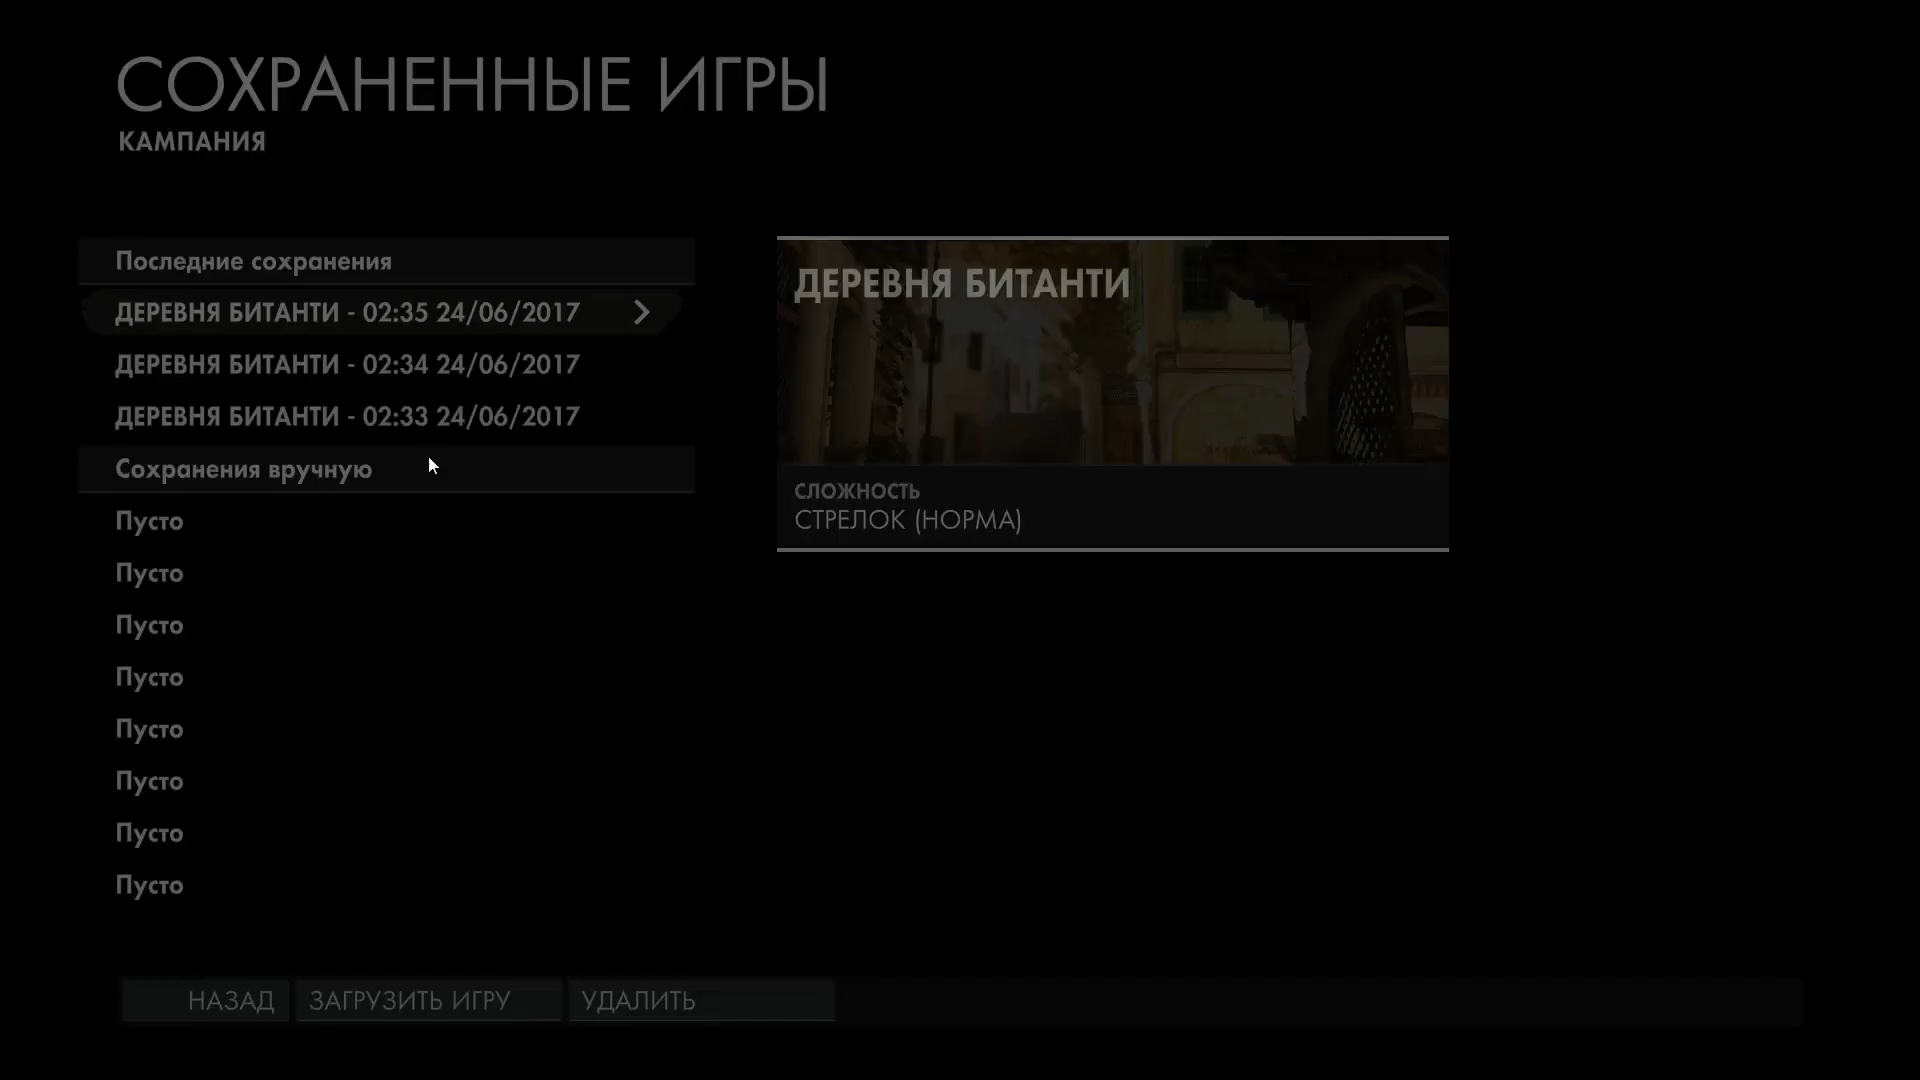 СОХРАНЕННЫЕ ИГРЫ
КАМПАНИЯ
Последние сохранения
ДЕРЕВНЯ БИТАНТИ - 02:35 24/06/2017
ДЕРЕВНЯ БИТАНТИ - 02:34 24/06/2017
ДЕРЕВНЯ БИТАНТИ - 02:33 24/06/2017
Сохранения вручную
Пусто
Пусто
Пусто
Пусто
Пусто
Пусто
Пусто
Пусто
ДЕРЕВНЯ БИТАНТИ
СЛОЖНОСТЬ
СТРЕЛОК (НОРМА)
НАЗАД
ЗАГРУЗИТЬ ИГРУ
УДАЛИТЬ